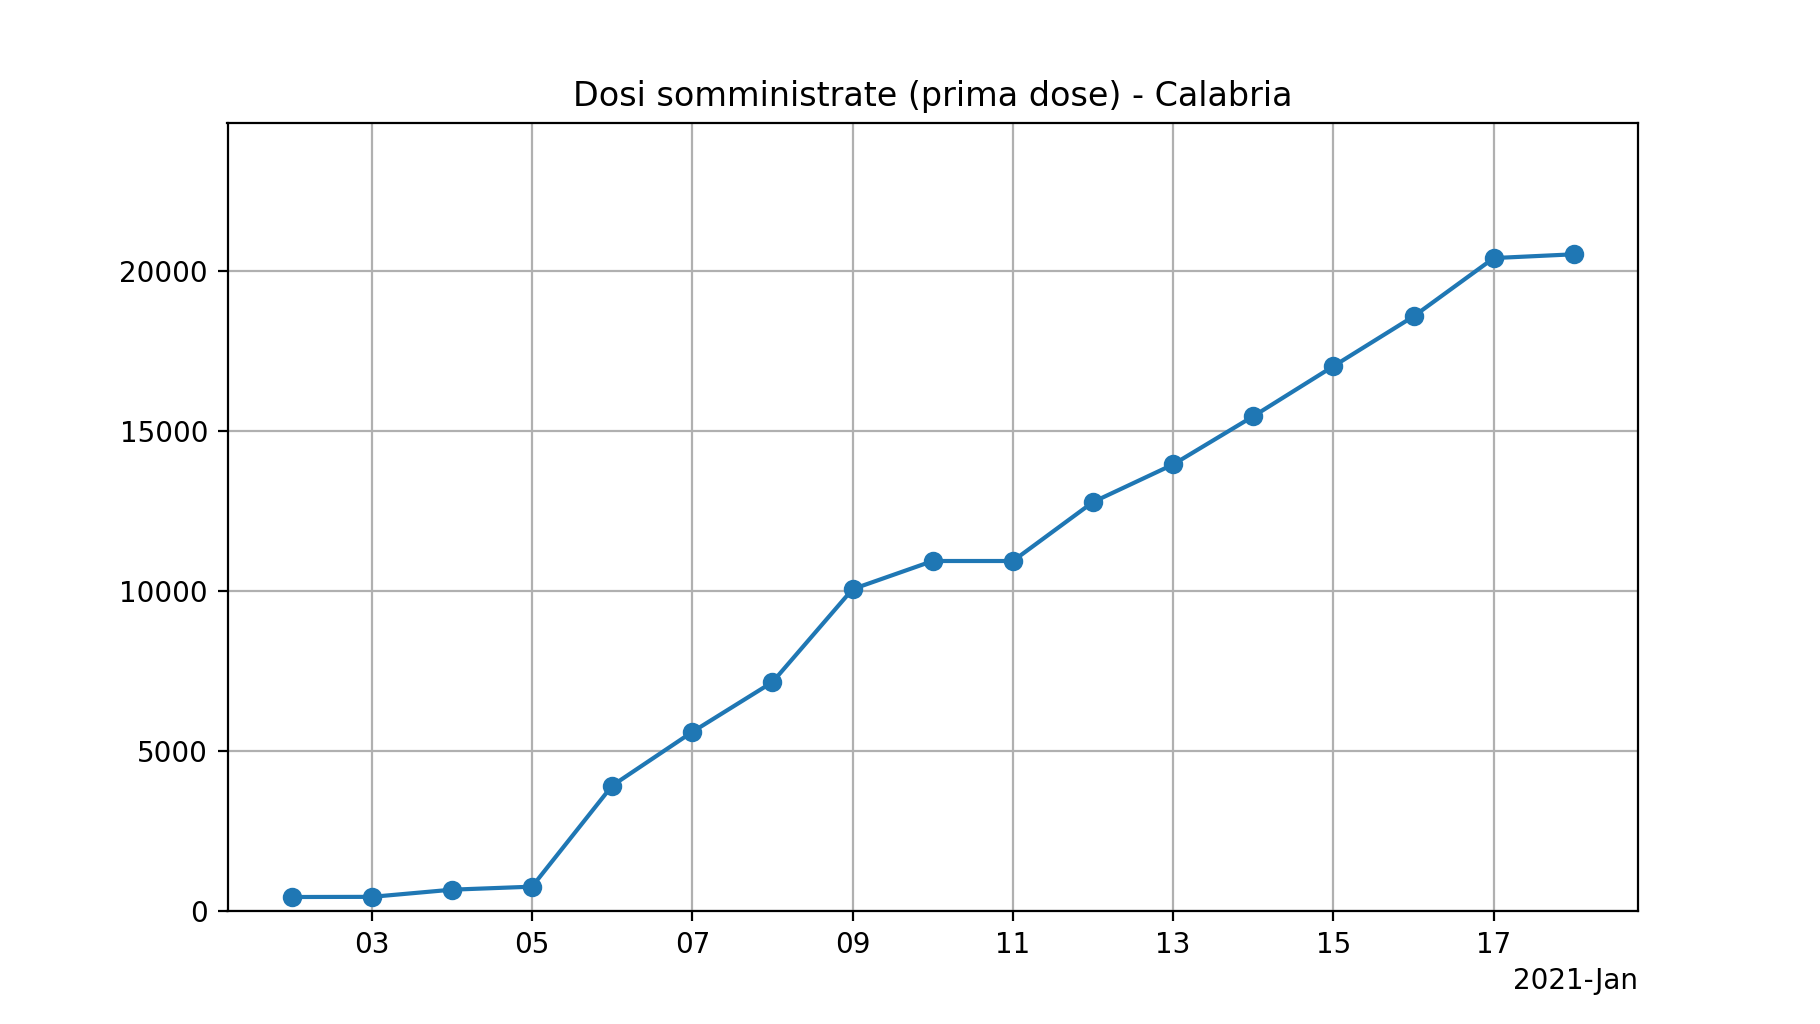 Dosi somministrate (prima dose) - Calabria
20000
15000
10000
5000
0
03 05 07 09 11 13 15 17
2021-Jan